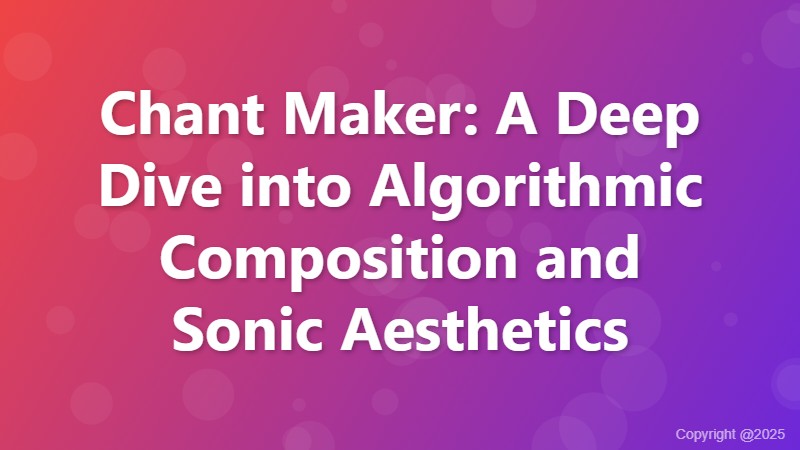 Chant Maker: A Deep
Dive into Algorithmic
Composition and
Sonic Aesthetics
Copyright @2025